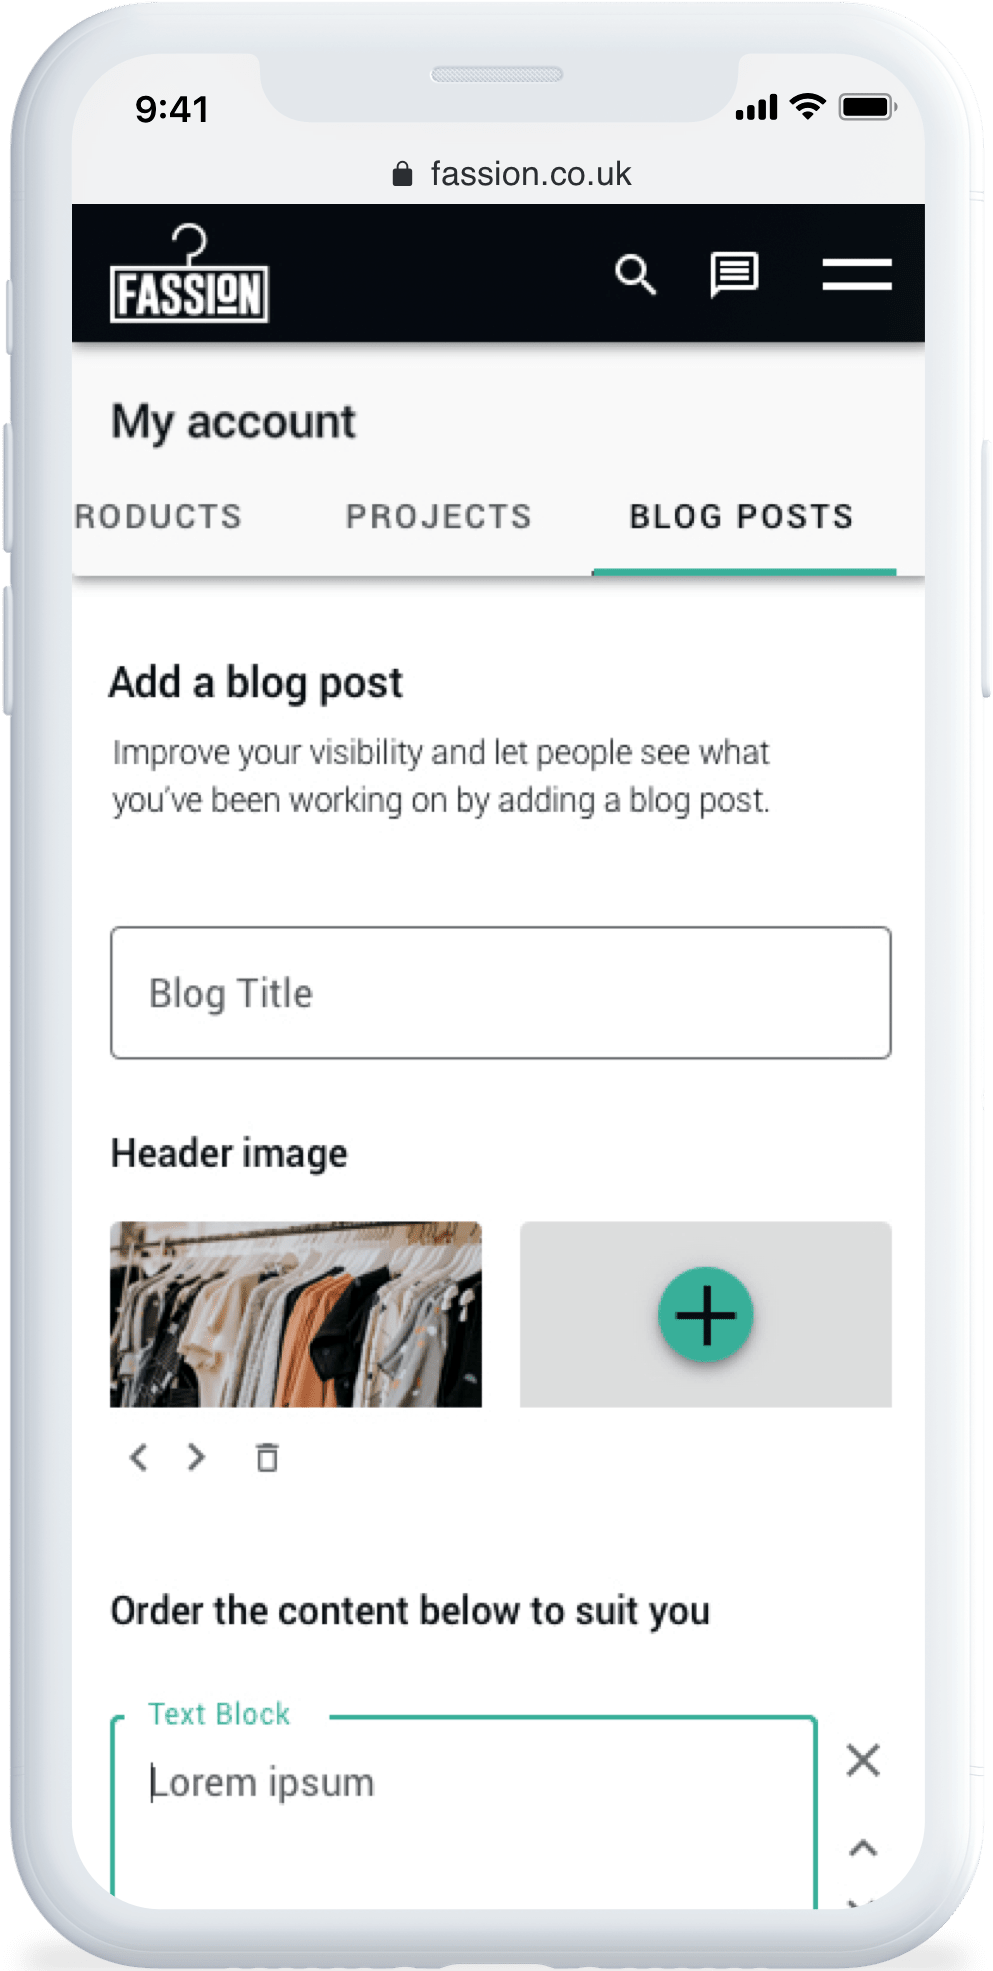 9:41
fassion.co.uk
FASSION
My account
RODUCTS PROJECTS BLOG POSTS
Add a blog post
Improve your visibility and let people see what
you've been working on by adding a blog post.
Blog Title
Header image
Order the content below to suit you
Text Block
Lorem ipsum